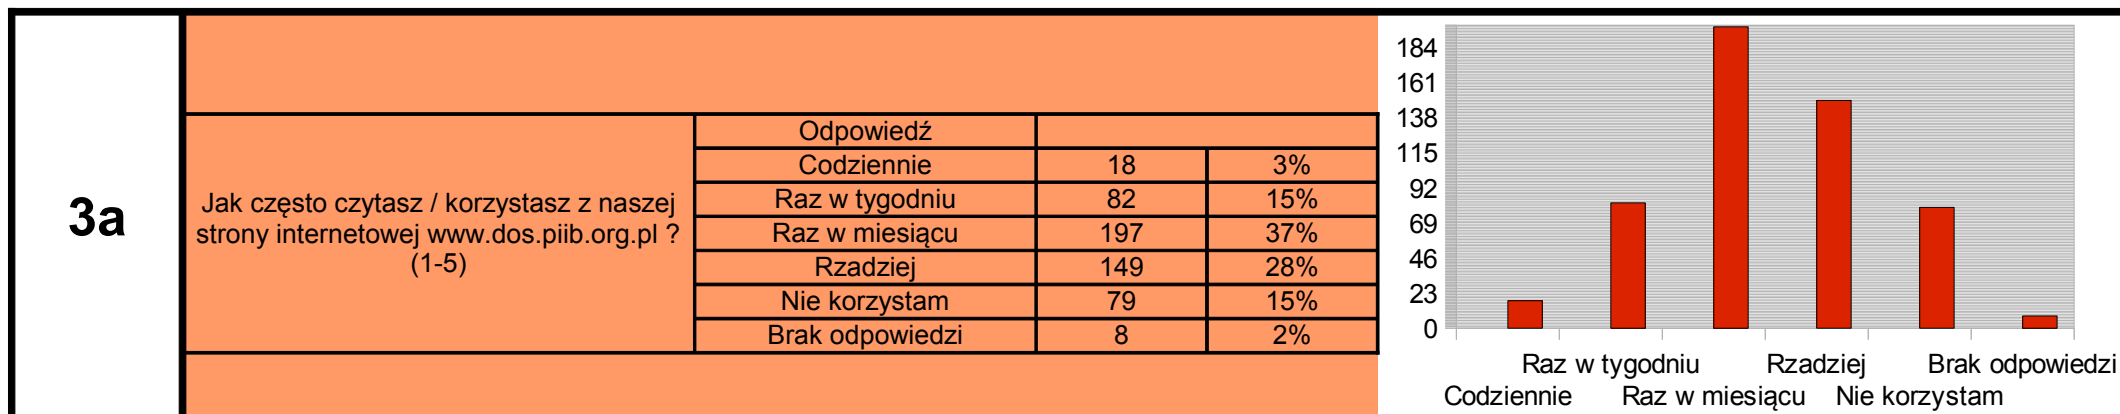 3a
Jak często czytasz / korzystasz z naszej
strony internetowej www.dos.piib.org.pl ?
(1-5)
Odpowiedź
Codziennie 18 3%
Raz w tygodniu 82 15%
Raz w miesiącu 197 37%
Rzadziej 149 28%
Nie korzystam 79 15%
Brak odpowiedzi 8 2%
184
161
138
115
92
69
46
23
0
Raz w tygodniu Rzadziej Brak odpowiedzi
Codziennie Raz w miesiącu Nie korzystam